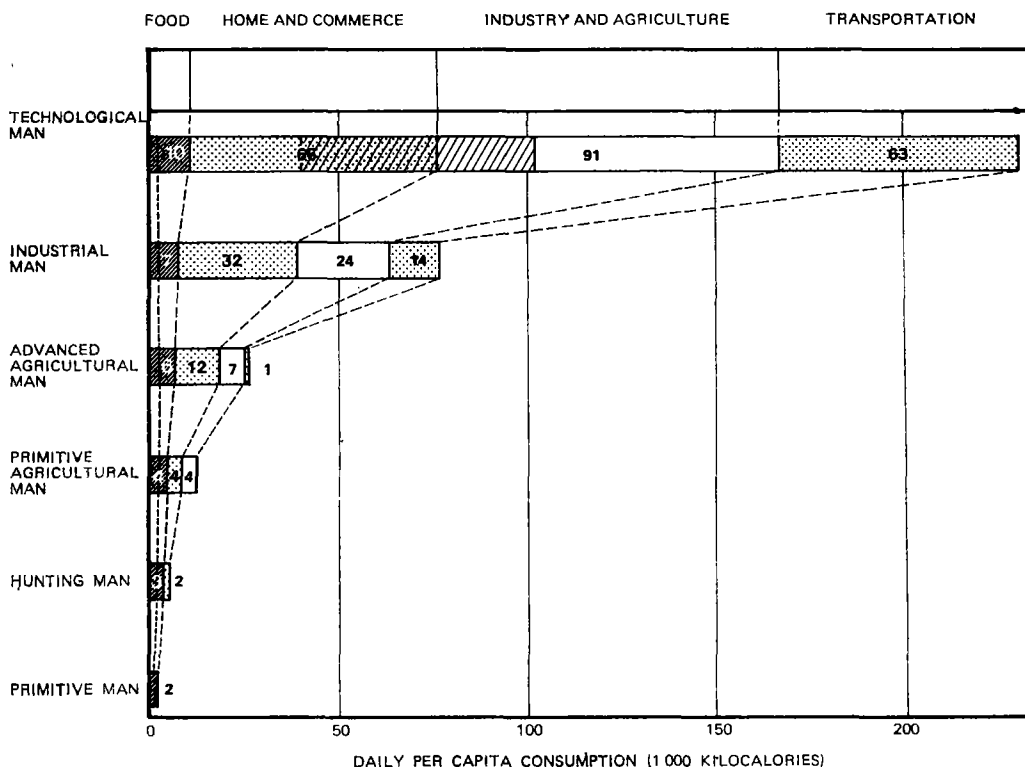 FOOD HOME AND COMMERCE INDUSTRY AND AGRICULTURE TRANSPORTATION
TECHNOLOGICAL
MAN
10 66 91 63
INDUSTRIAL
MAN
7 32 24 14
ADVANCED
AGRICULTURAL
MAN
6 12 7 1
PRIMITIVE
AGRICULTURAL
MAN
4 4 4
HUNTING MAN
2
PRIMITIVE MAN
2
0 50 100 150 200
DAILY PER CAPITA CONSUMPTION (1 000 KILOCALORIES)